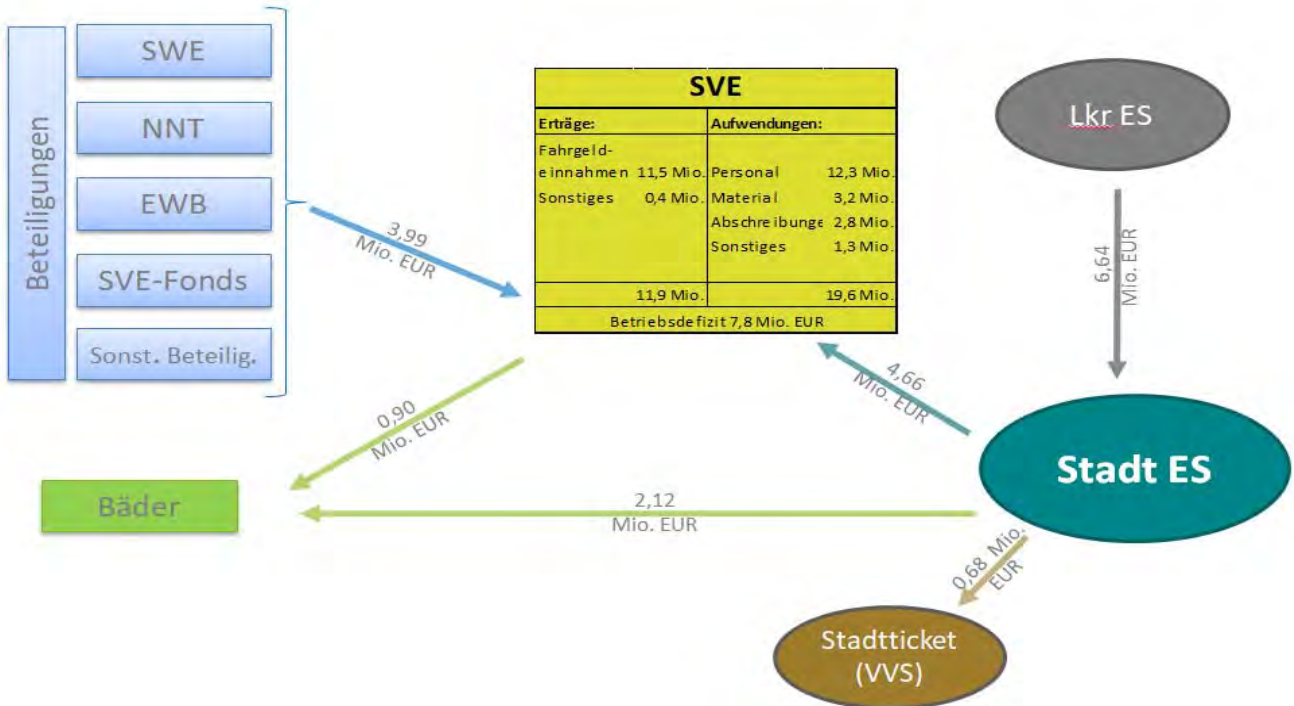 Beteiligungen
SWE
NNT
EWB
SVE-Fonds
Sonst. Beteilig.
3,99
Mio. EUR
SVE
Erträge: Aufwendungen:
Fahrgeld-
einnahmen 11,5 Mio. Personal 12,3 Mio.
Sonstiges 0,4 Mio. Material 3,2 Mio.
Abschreibunge 2,8 Mio.
Sonstiges 1,3 Mio.
11,9 Mio. 19,6 Mio.
Betriebsdefizit 7,8 Mio. EUR
Lkr ES
6,64
Mio. EUR
4,66
Mio. EUR
Stadt ES
0,90
Mio. EUR
Bäder
2,12
Mio. EUR
0,68 Mio.
EUR
Stadtticket
(VVS)